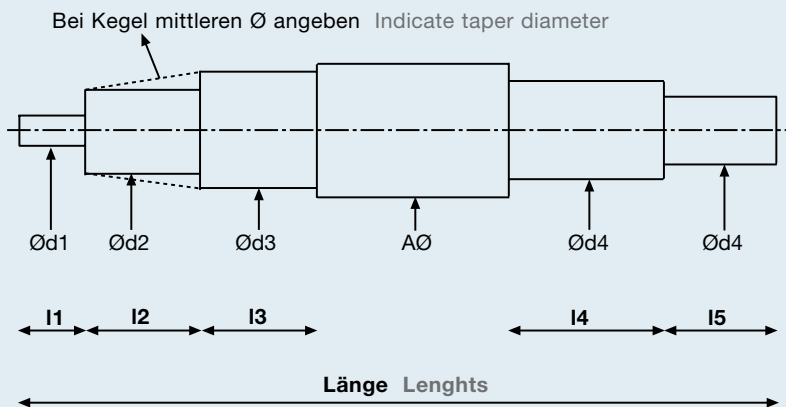 Bei Kegel mittleren Ø angeben Indicate taper diameter
Ød1 Ød2 Ød3 AØ Ød4 Ød4
l1 l2 l3 l4 l5
Länge Lenghts